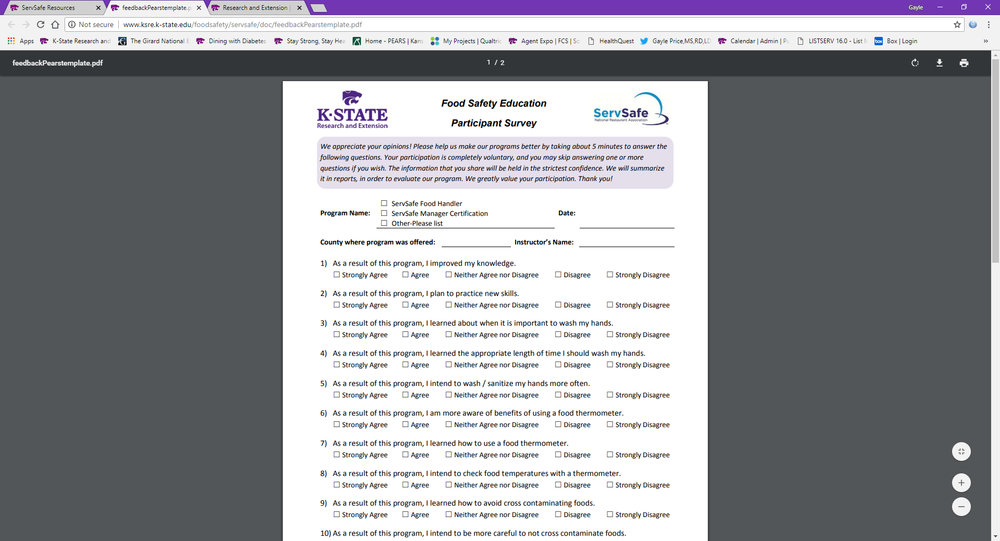 ServSafe Resources
feedbackPearstemplate.p
Research and Extension |
Gayle
Not secure | www.ksre.k-state.edu/foodsafety/servsafe/doc/feedbackPearstemplate.pdf
Apps K-State Research and The Girard National Dining with Diabetes Stay Strong, Stay Hea Home - PEARS | Kans My Projects | Qualtric Agent Expo | FCS | So HealthQuest Gayle Price,MS,RD,LD Calendar | Admin | Pu LISTSERV 16.0 - List Box | Login »
feedbackPearstemplate.pdf
1 / 2
K-STATE
Research and Extension
Food Safety Education
Participant Survey
ServSafe
National Restaurant Association
We appreciate your opinions! Please help us make our programs better by taking about 5 minutes to answer the
following questions. Your participation is completely voluntary, and you may skip answering one or more
questions if you wish. The information that you share will be held in the strictest confidence. We will summarize
it in reports, in order to evaluate our program. We greatly value your participation. Thank you!
Program Name:
☐ ServSafe Food Handler
☐ ServSafe Manager Certification
☐ Other-Please list
Date:
County where program was offered: Instructor's Name:
1) As a result of this program, I improved my knowledge.
☐ Strongly Agree ☐ Agree ☐ Neither Agree nor Disagree ☐ Disagree ☐ Strongly Disagree
2) As a result of this program, I plan to practice new skills.
☐ Strongly Agree ☐ Agree ☐ Neither Agree nor Disagree ☐ Disagree ☐ Strongly Disagree
3) As a result of this program, I learned about when it is important to wash my hands.
☐ Strongly Agree ☐ Agree ☐ Neither Agree nor Disagree ☐ Disagree ☐ Strongly Disagree
4) As a result of this program, I learned the appropriate length of time I should wash my hands.
☐ Strongly Agree ☐ Agree ☐ Neither Agree nor Disagree ☐ Disagree ☐ Strongly Disagree
5) As a result of this program, I intend to wash / sanitize my hands more often.
☐ Strongly Agree ☐ Agree ☐ Neither Agree nor Disagree ☐ Disagree ☐ Strongly Disagree
6) As a result of this program, I am more aware of benefits of using a food thermometer.
☐ Strongly Agree ☐ Agree ☐ Neither Agree nor Disagree ☐ Disagree ☐ Strongly Disagree
7) As a result of this program, I learned how to use a food thermometer.
☐ Strongly Agree ☐ Agree ☐ Neither Agree nor Disagree ☐ Disagree ☐ Strongly Disagree
8) As a result of this program, I intend to check food temperatures with a thermometer.
☐ Strongly Agree ☐ Agree ☐ Neither Agree nor Disagree ☐ Disagree ☐ Strongly Disagree
9) As a result of this program, I learned how to avoid cross contaminating foods.
☐ Strongly Agree ☐ Agree ☐ Neither Agree nor Disagree ☐ Disagree ☐ Strongly Disagree
10) As a result of this program, I intend to be more careful to not cross contaminate foods.